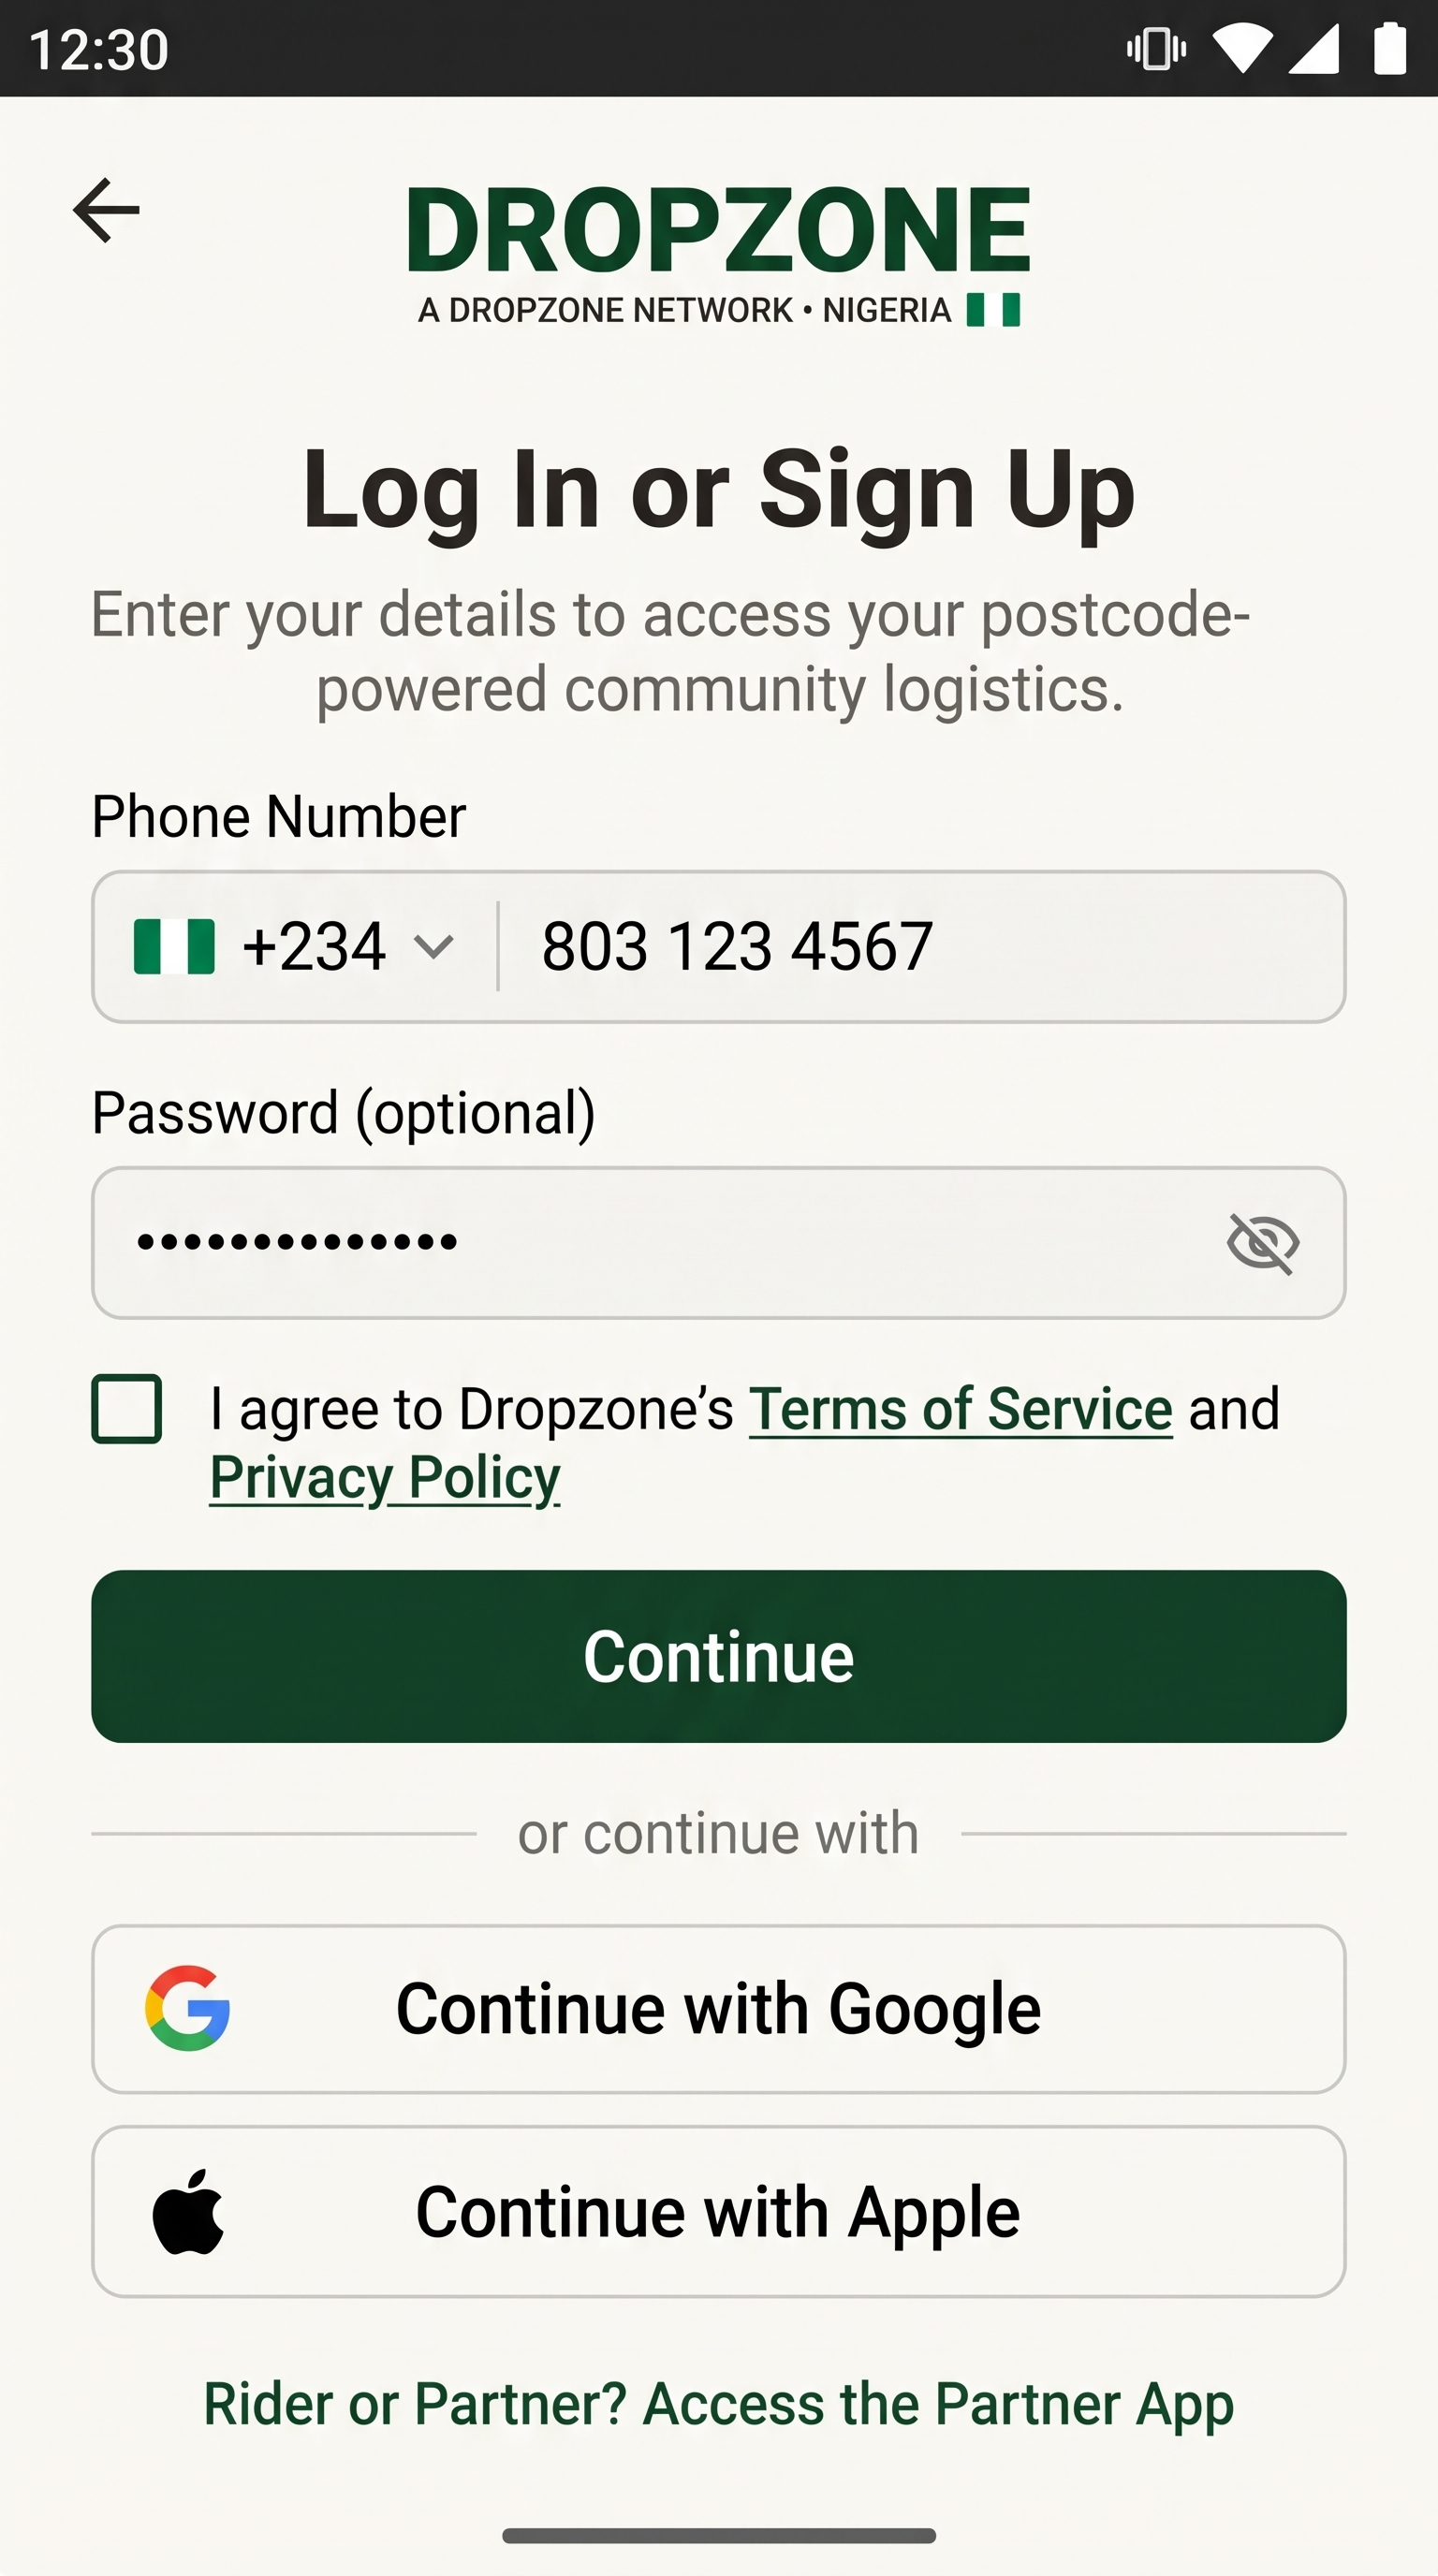 12:30
DROPZONE
A DROPZONE NETWORK • NIGERIA
Log In or Sign Up
Enter your details to access your postcode-
powered community logistics.
Phone Number
+234 803 123 4567
Password (optional)
••••••••••••••
I agree to Dropzone’s Terms of Service and
Privacy Policy
Continue
or continue with
Continue with Google
Continue with Apple
Rider or Partner? Access the Partner App